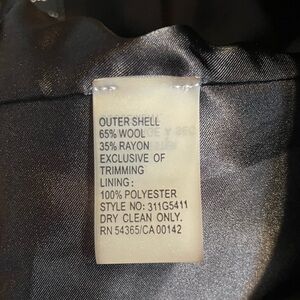 OUTER SHELL
65% WOOL
35% RAYON
EXCLUSIVE OF
TRIMMING
LINING :
100% POLYESTER
STYLE NO: 311G5411
DRY CLEAN ONLY.
RN 54365/CA 00142